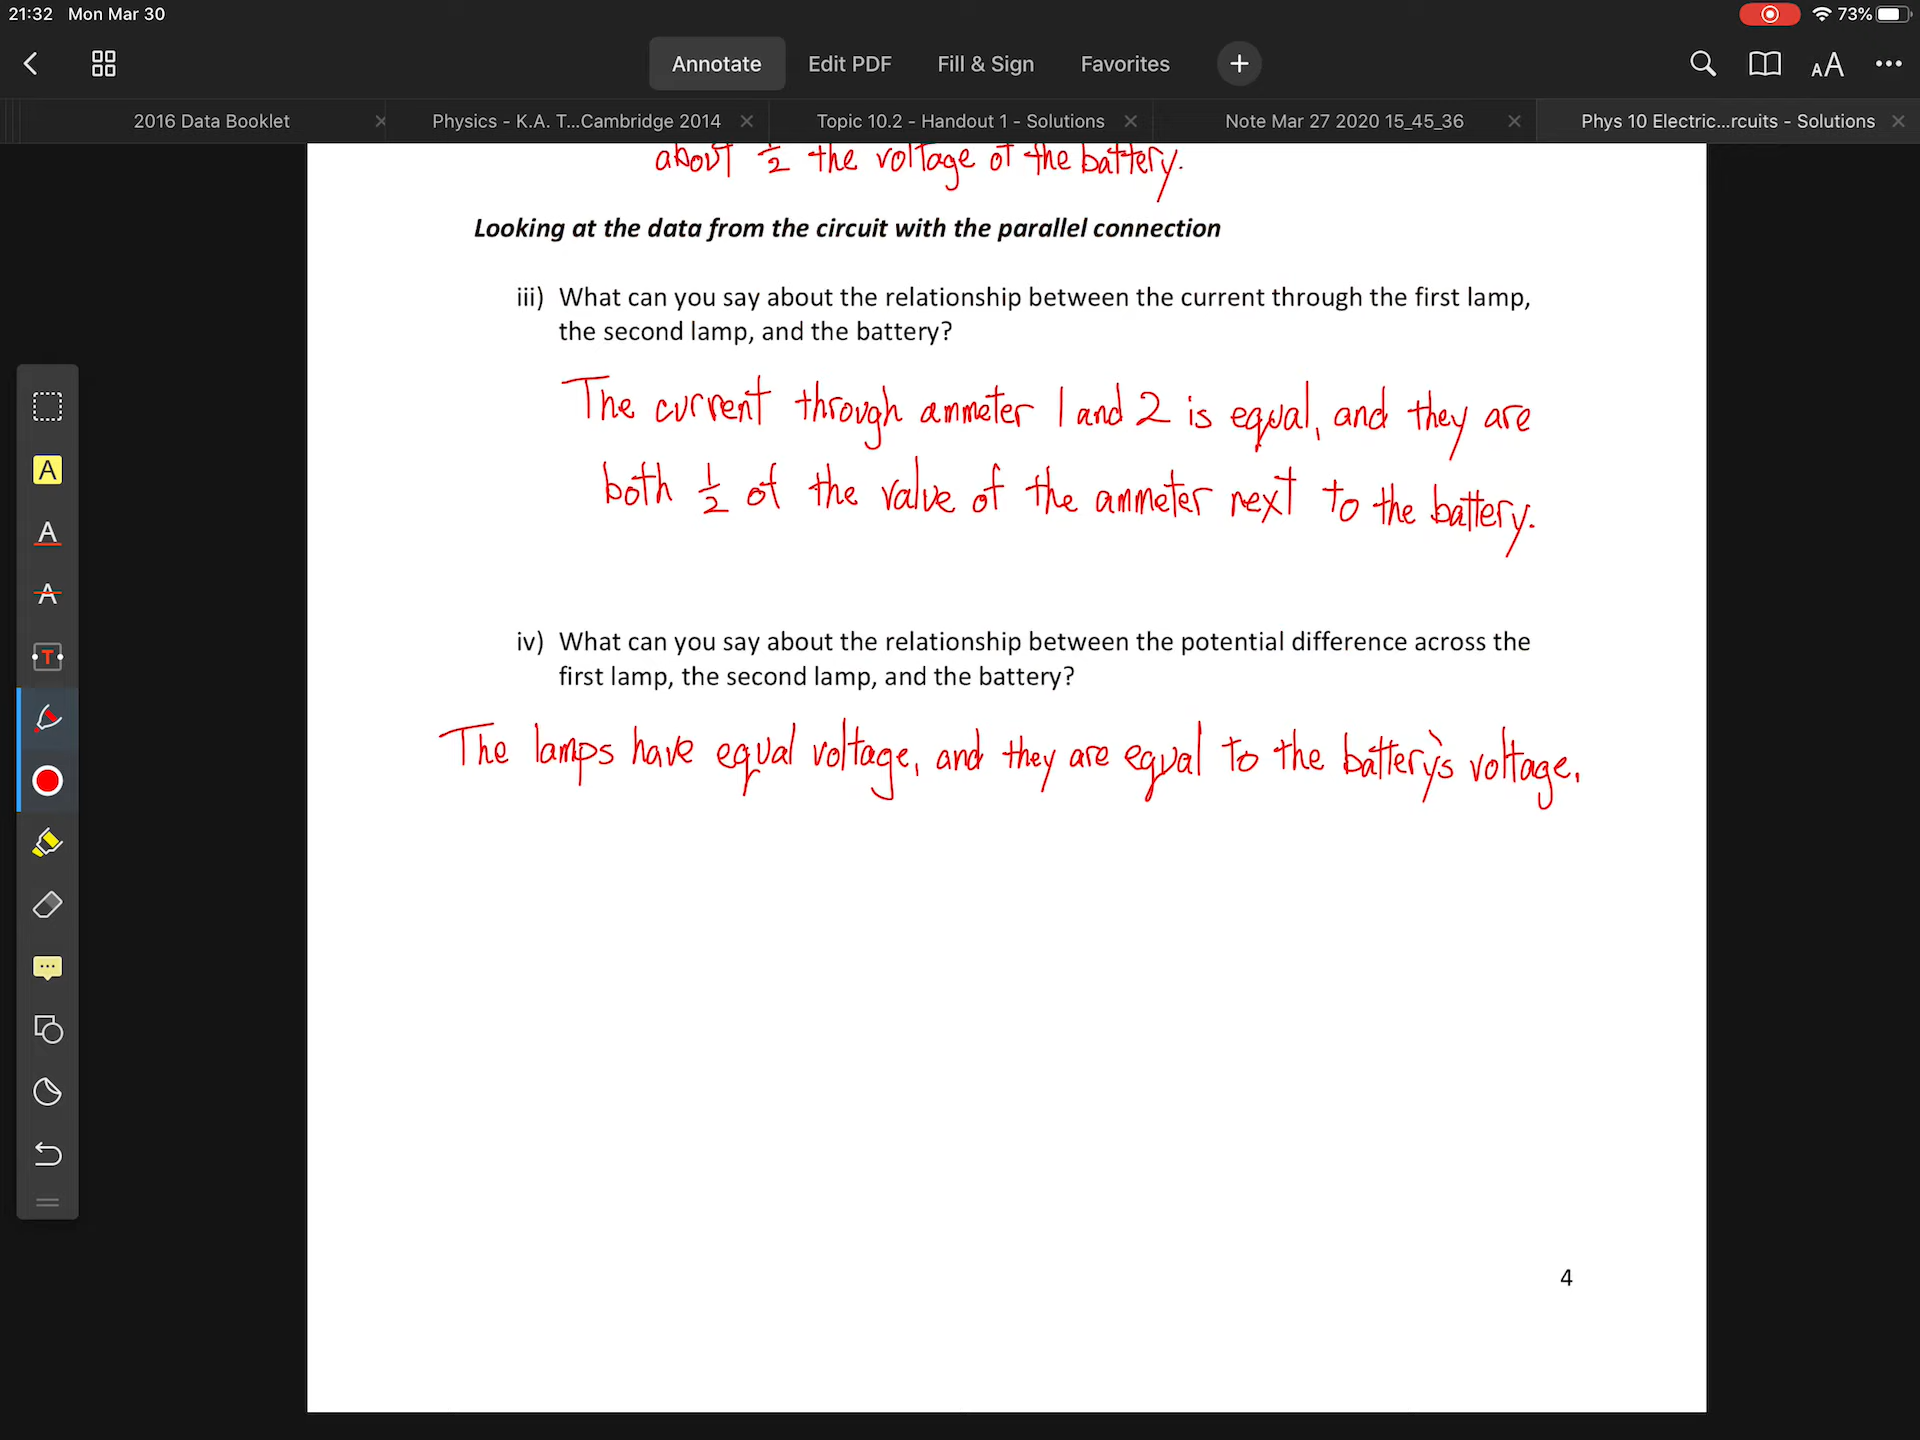 21:32 Mon Mar 30 73%
Annotate Edit PDF Fill & Sign Favorites
2016 Data Booklet Physics - K.A. T...Cambridge 2014 Topic 10.2 - Handout 1 - Solutions Note Mar 27 2020 15_45_36 Phys 10 Electric...rcuits - Solutions
about 1/2 the voltage of the battery.
Looking at the data from the circuit with the parallel connection
iii) What can you say about the relationship between the current through the first lamp,
the second lamp, and the battery?
The current through ammeter 1 and 2 is equal, and they are
both 1/2 of the value of the ammeter next to the battery.
iv) What can you say about the relationship between the potential difference across the
first lamp, the second lamp, and the battery?
The lamps have equal voltage, and they are equal to the battery's voltage.
4